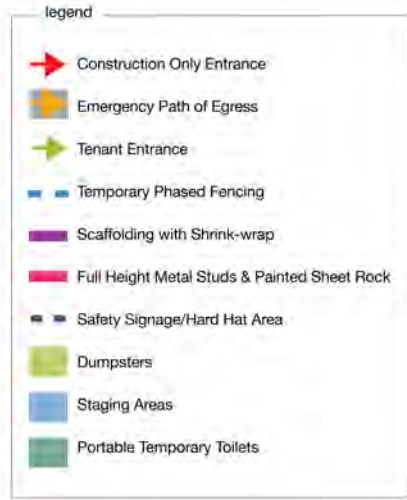 legend
Construction Only Entrance
Emergency Path of Egress
Tenant Entrance
Temporary Phased Fencing
Scaffolding with Shrink-wrap
Full Height Metal Studs & Painted Sheet Rock
Safety Signage/Hard Hat Area
Dumpsters
Staging Areas
Portable Temporary Toilets